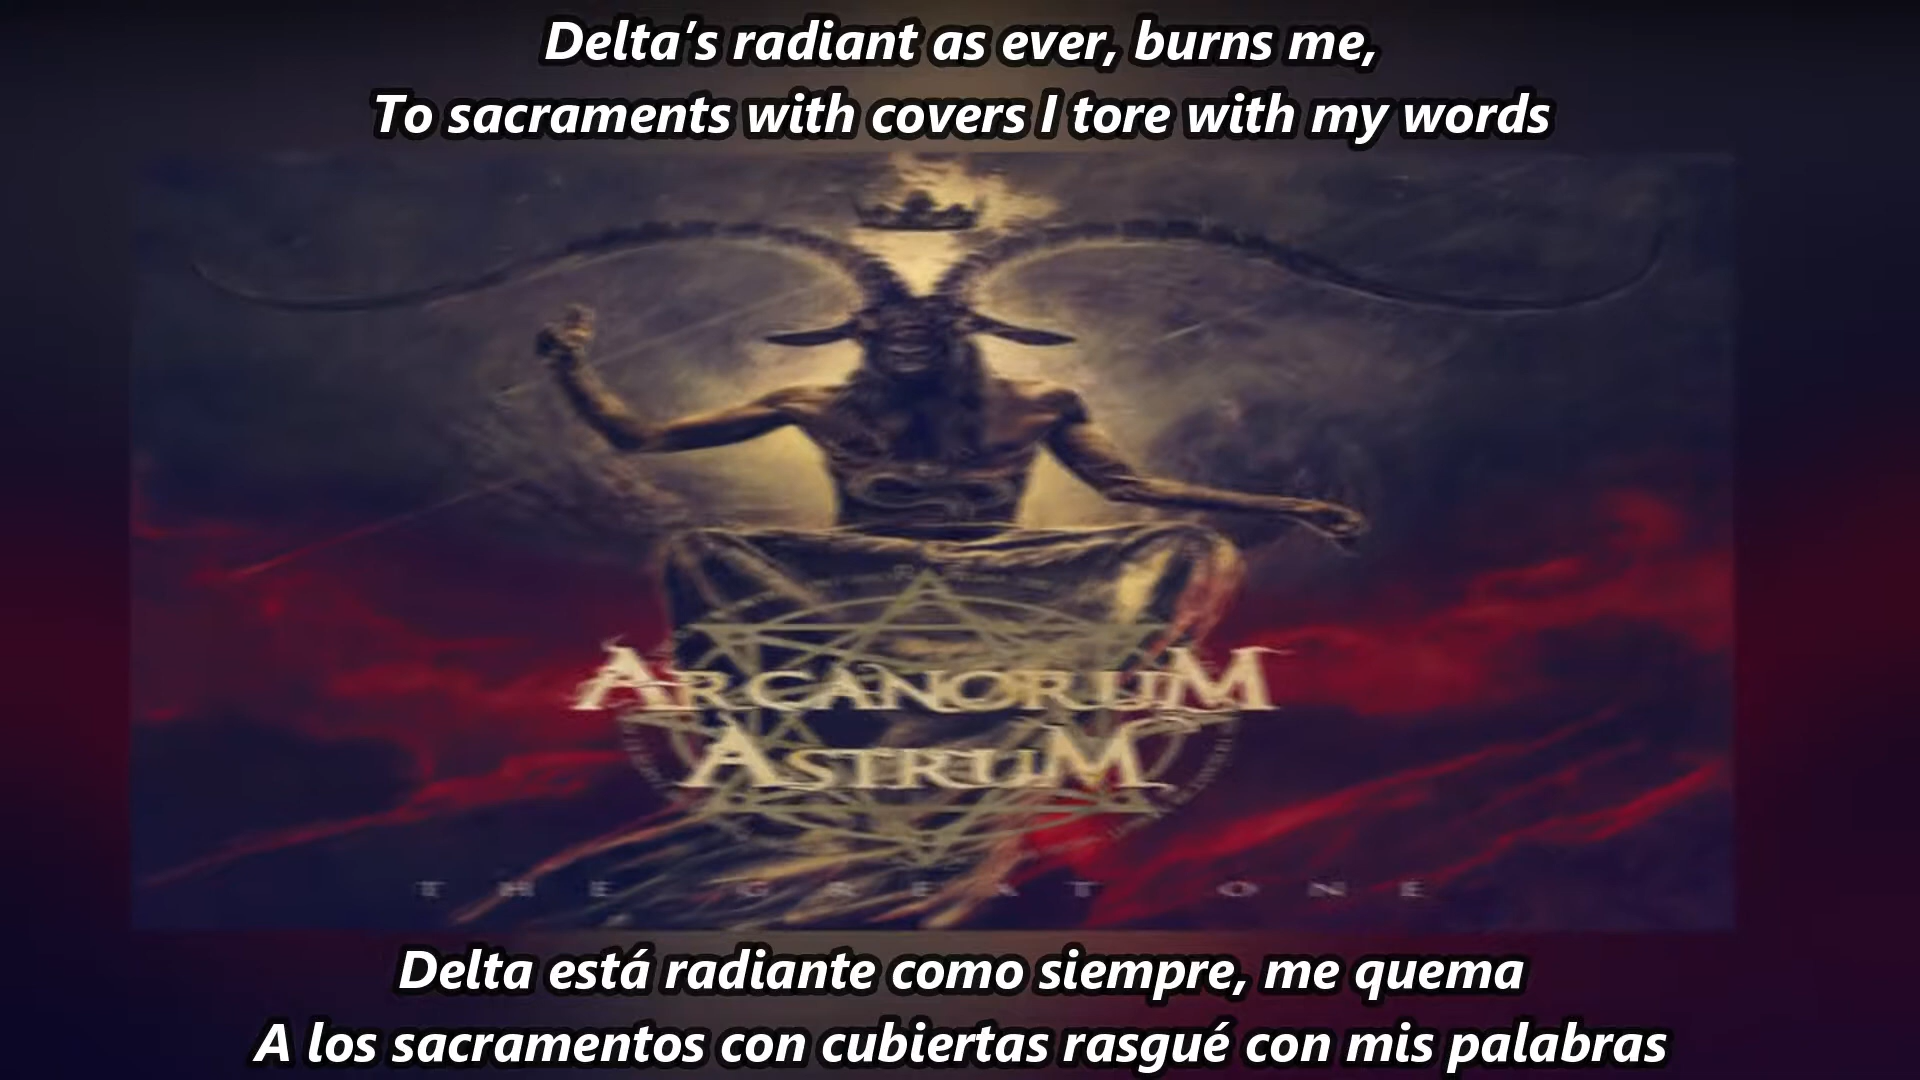 Delta's radiant as ever, burns me,
To sacraments with covers I tore with my words
ARCANORUM
ASTRUM
THE GREAT ONE
Delta está radiante como siempre, me quema
A los sacramentos con cubiertas rasgué con mis palabras